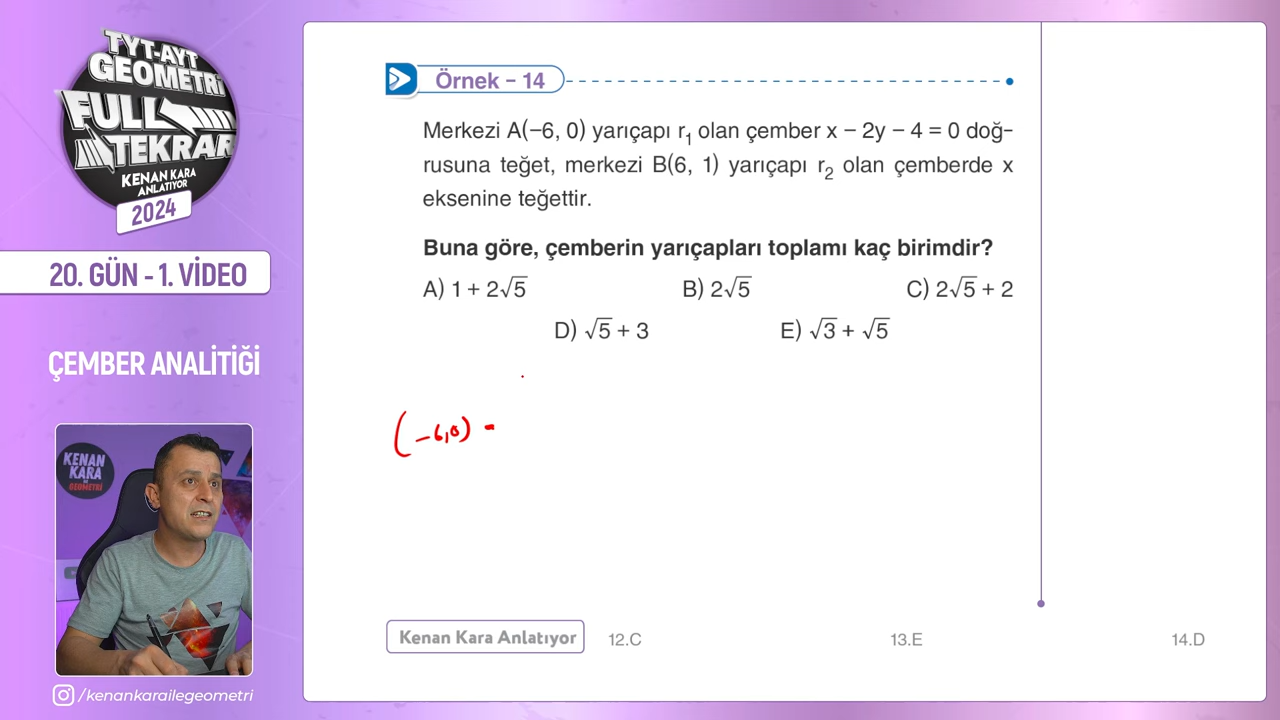 TYT-AYT
GEOMETRİ
FULL
TEKRAR
KENAN KARA
ANLATIYOR
2024
20. GÜN - 1. VİDEO
ÇEMBER ANALİTİĞİ
KENAN
KARA
GEOMETRİ
/kenankarailegeometri
Örnek – 14
Merkezi A(–6, 0) yarıçapı r₁ olan çember x – 2y – 4 = 0 doğ-
rusuna teğet, merkezi B(6, 1) yarıçapı r₂ olan çemberde x
eksenine teğettir.
Buna göre, çemberin yarıçapları toplamı kaç birimdir?
A) 1 + 2√5 B) 2√5 C) 2√5 + 2
D) √5 + 3 E) √3 + √5
(-6,0)
Kenan Kara Anlatıyor 12.C 13.E 14.D